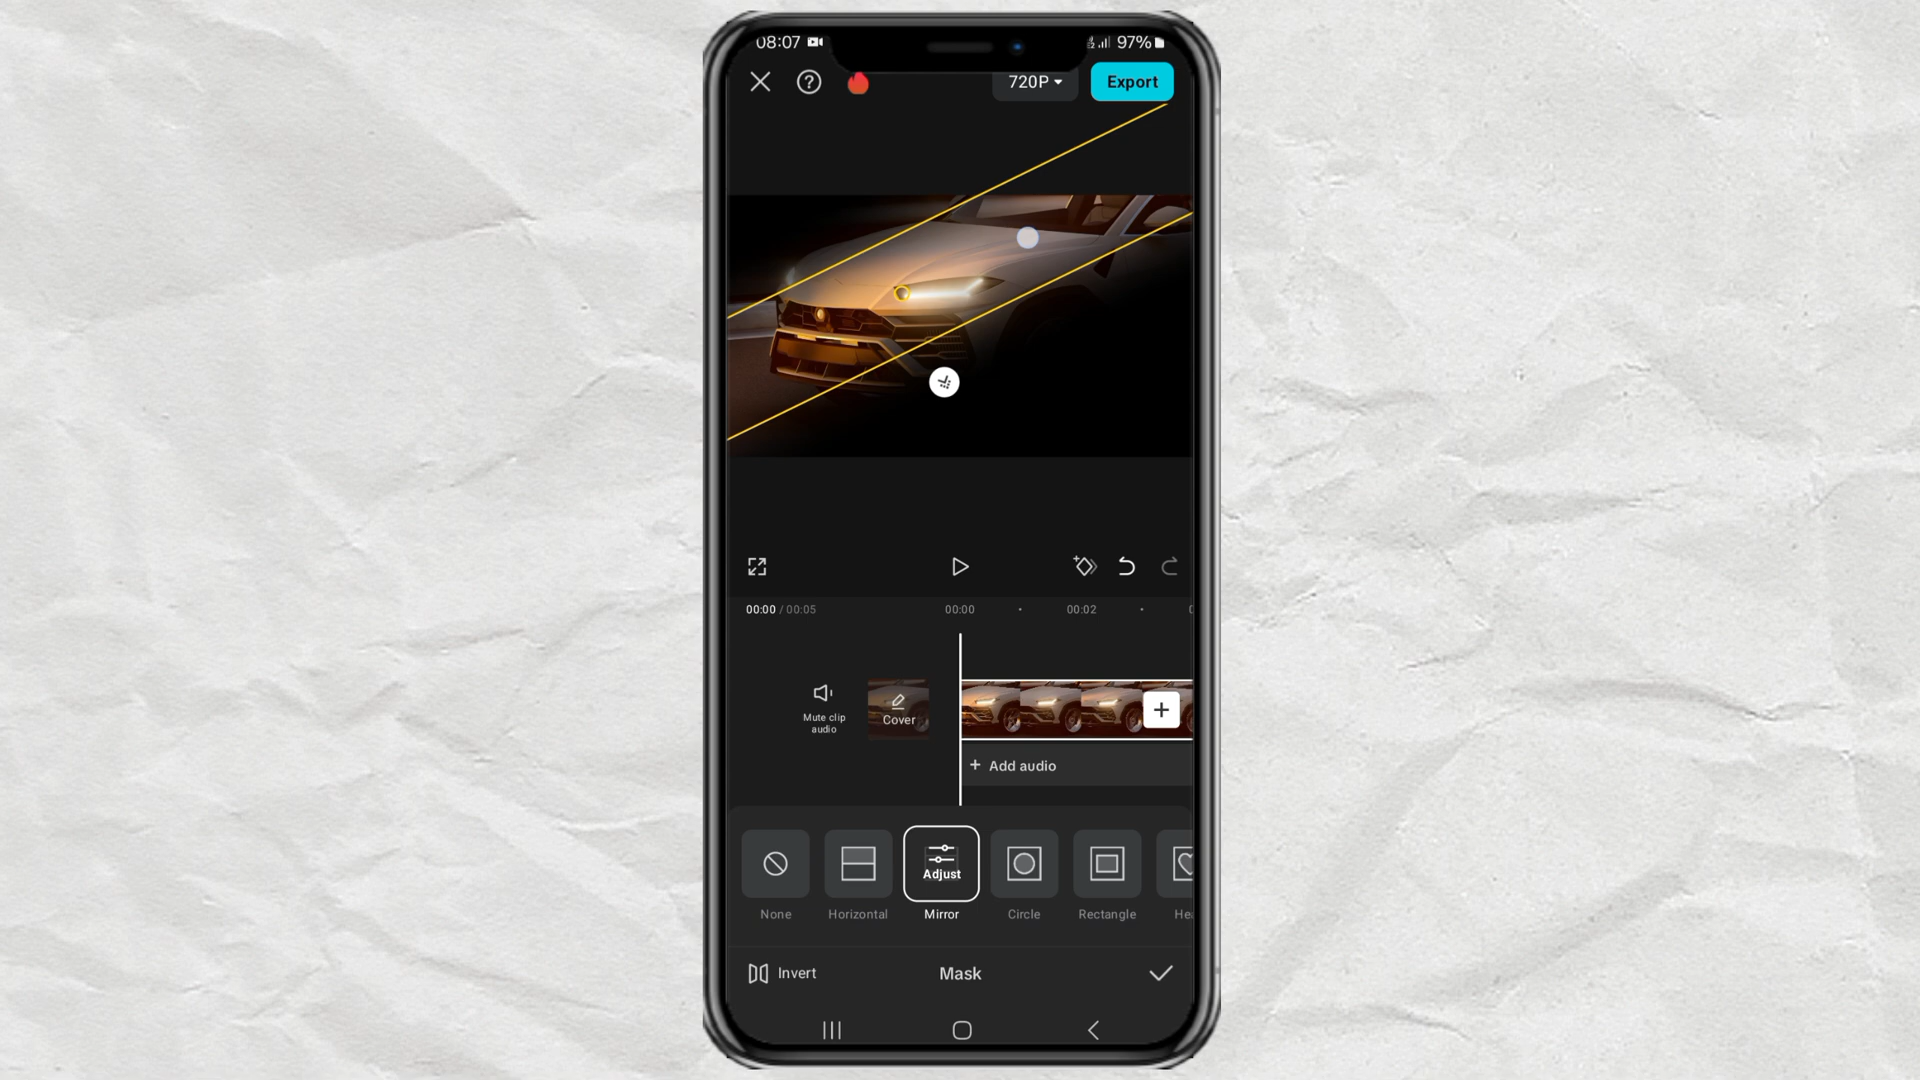 08:07
97%
720P
Export
00:00 / 00:05
00:00
00:02
Mute clip
audio
Cover
Add audio
Adjust
None
Horizontal
Mirror
Circle
Rectangle
Invert
Mask